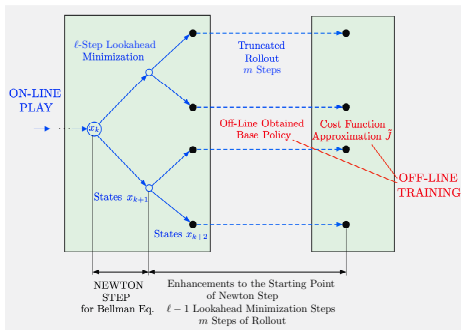 ℓ-Step Lookahead
Minimization
Truncated
Rollout
m Steps
ON-LINE
PLAY
x_k
Off-Line Obtained
Base Policy
Cost Function
Approximation J̃
OFF-LINE
TRAINING
States x_{k+1}
States x_{k+2}
NEWTON
STEP
for Bellman Eq.
Enhancements to the Starting Point
of Newton Step
ℓ − 1 Lookahead Minimization Steps
m Steps of Rollout